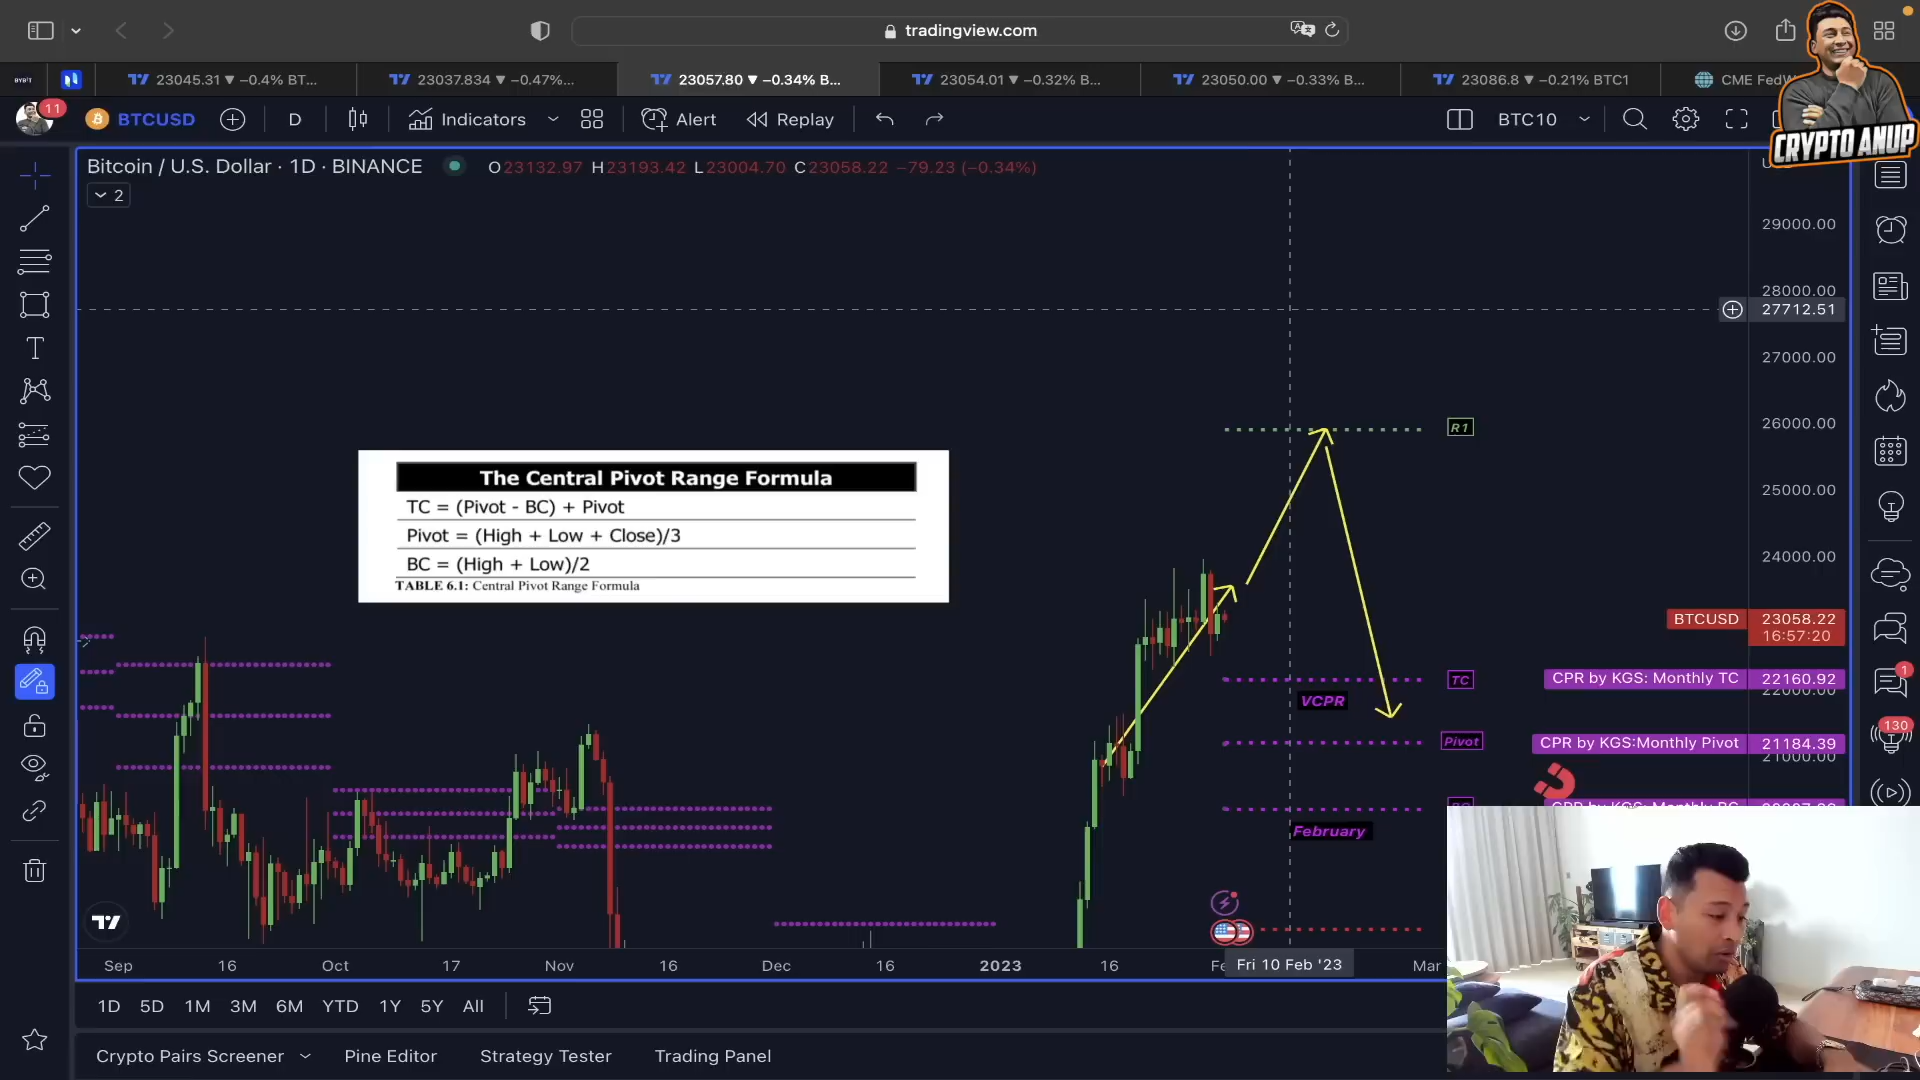 tradingview.com
BYBIT
23045.31 ▼ −0.4% BT...
23037.834 ▼ −0.47%...
23057.80 ▼ −0.34% B...
23054.01 ▼ −0.32% B...
23050.00 ▼ −0.33% B...
23086.8 ▼ −0.21% BTC1
CME FedW
CRYPTO ANUP
11
BTCUSD
D
Indicators
Alert
Replay
BTC10
Bitcoin / U.S. Dollar · 1D · BINANCE
O23132.97 H23193.42 L23004.70 C23058.22 −79.23 (−0.34%)
2
29000.00
28000.00
27712.51
27000.00
R1
26000.00
The Central Pivot Range Formula
TC = (Pivot - BC) + Pivot
Pivot = (High + Low + Close)/3
BC = (High + Low)/2
TABLE 6.1: Central Pivot Range Formula
25000.00
24000.00
BTCUSD 23058.22
16:57:20
TC
CPR by KGS: Monthly TC 22160.92
22000.00
VCPR
1
130
Pivot
CPR by KGS:Monthly Pivot 21184.39
21000.00
February
Sep 16 Oct 17 Nov 16 Dec 16 2023 16 Fe Fri 10 Feb '23 Mar
1D 5D 1M 3M 6M YTD 1Y 5Y All
Crypto Pairs Screener Pine Editor Strategy Tester Trading Panel